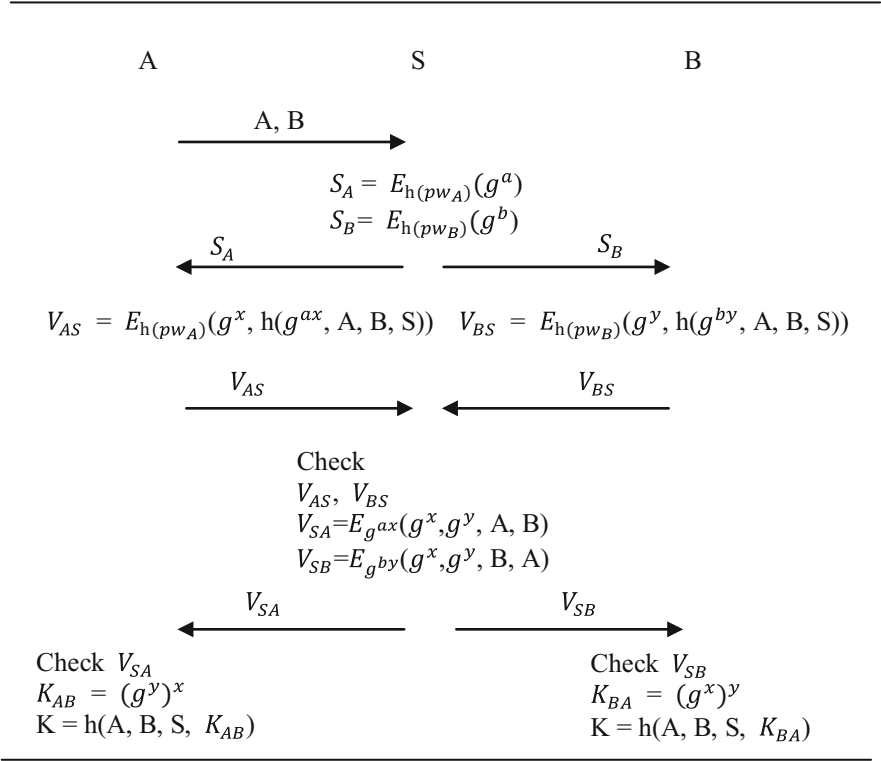 A S B
A, B
S_A = E_h(pw_A)(g^a)
S_B= E_h(pw_B)(g^b)
S_A S_B
V_AS = E_h(pw_A)(g^x, h(g^ax, A, B, S)) V_BS = E_h(pw_B)(g^y, h(g^by, A, B, S))
V_AS V_BS
Check
V_AS, V_BS
V_SA=E_g^ax(g^x,g^y, A, B)
V_SB=E_g^by(g^x,g^y, B, A)
V_SA V_SB
Check V_SA
K_AB = (g^y)^x
K = h(A, B, S, K_AB)
Check V_SB
K_BA = (g^x)^y
K = h(A, B, S, K_BA)